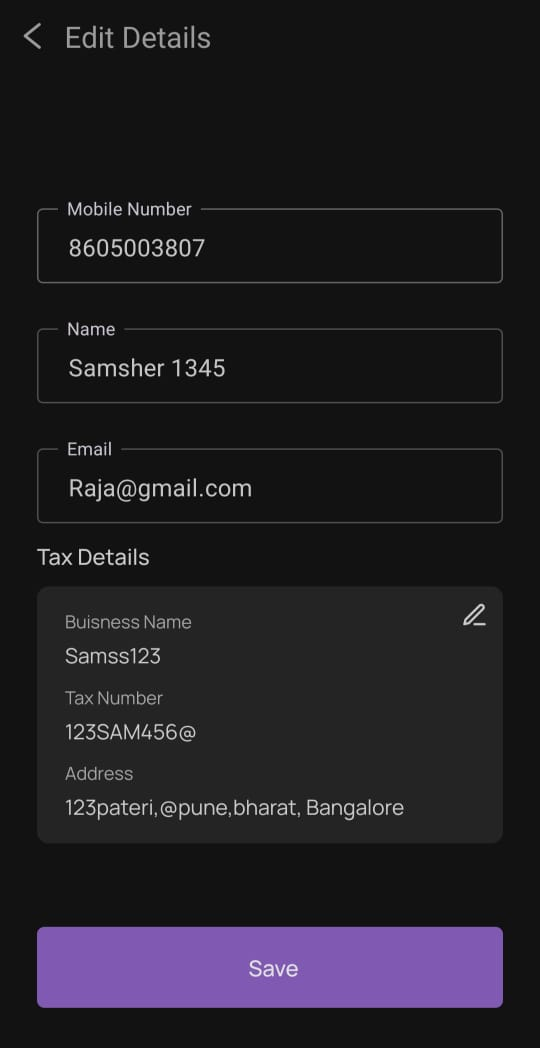 Edit Details
Mobile Number
8605003807
Name
Samsher 1345
Email
Raja@gmail.com
Tax Details
Buisness Name
Samss123
Tax Number
123SAM456@
Address
123pateri,@pune,bharat, Bangalore
Save